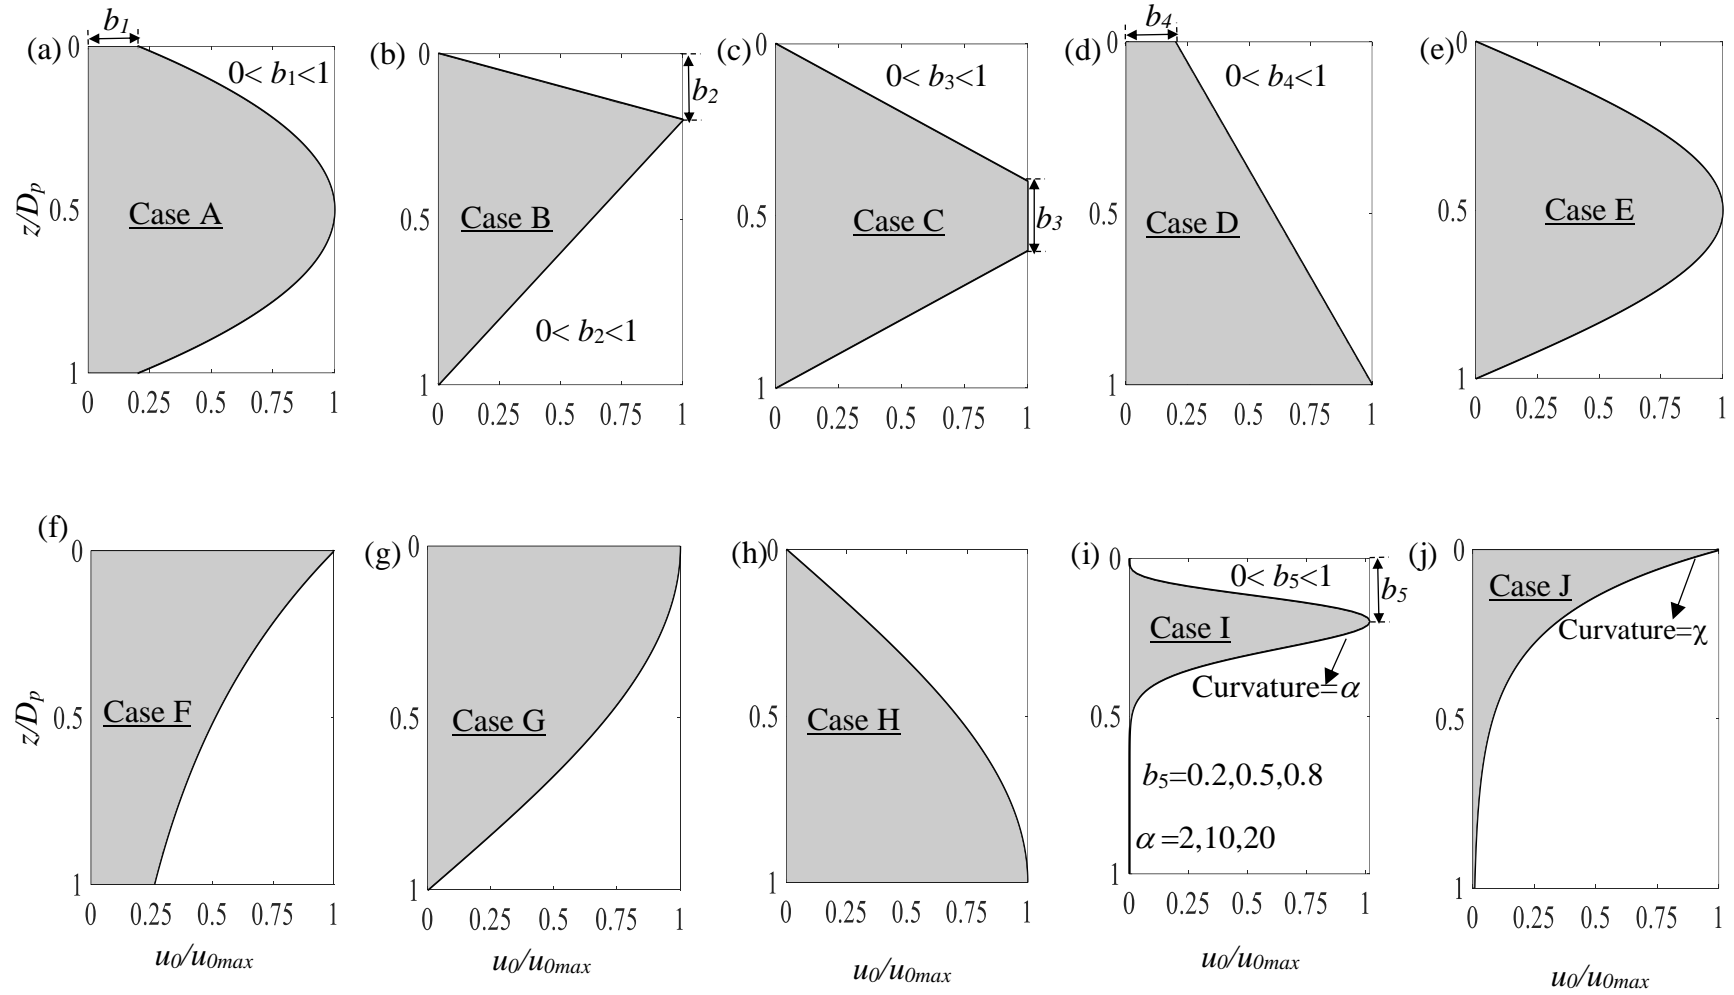 b1
(a) 0
0< b1<1
Case A
z/Dp
0.5
1
0 0.25 0.5 0.75 1
(b) 0
b2
Case B
0.5
0< b2<1
1
0 0.25 0.5 0.75 1
(c) 0
0< b3<1
Case C
b3
0.5
1
0 0.25 0.5 0.75 1
b4
(d) 0
0< b4<1
Case D
0.5
1
0 0.25 0.5 0.75 1
(e) 0
Case E
0.5
1
0 0.25 0.5 0.75 1
(f) 0
Case F
z/Dp
0.5
1
0 0.25 0.5 0.75 1
u0/u0max
(g) 0
Case G
0.5
1
0 0.25 0.5 0.75 1
u0/u0max
(h) 0
Case H
0.5
1
0 0.25 0.5 0.75 1
u0/u0max
(i) 0
0< b5<1
b5
Case I
Curvature=α
0.5
b5=0.2,0.5,0.8
α =2,10,20
1
0 0.25 0.5 0.75 1
u0/u0max
(j) 0
Case J
Curvature=χ
0.5
1
0 0.25 0.5 0.75 1
u0/u0max